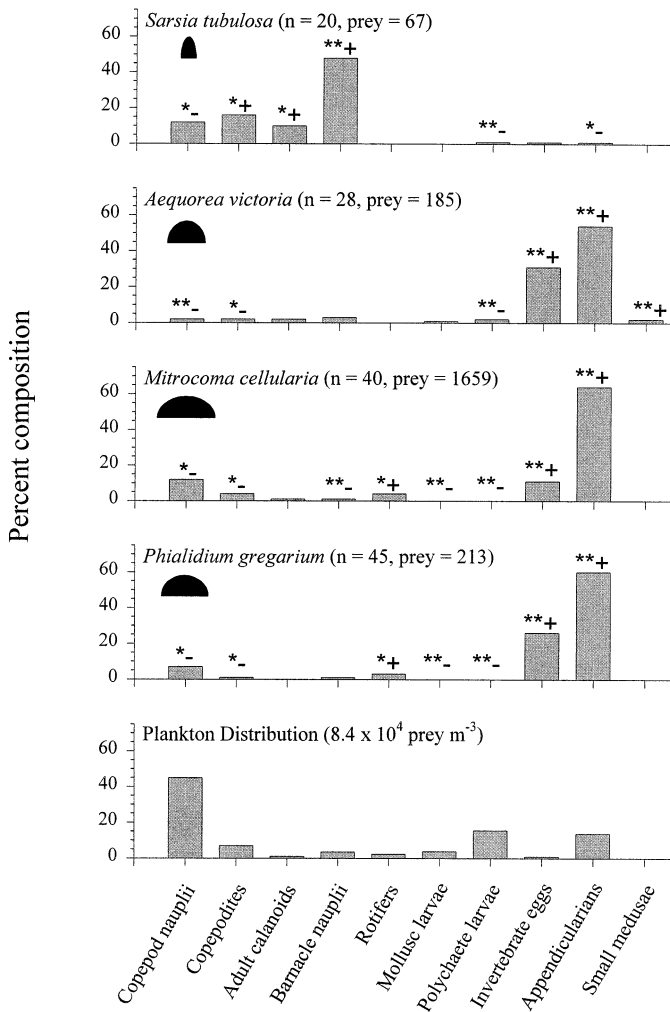 Percent composition
Sarsia tubulosa (n = 20, prey = 67)
60
40
20
0
*- *+ *+ **+ **- *-
Aequorea victoria (n = 28, prey = 185)
60
40
20
0
**- *- **- **+ **+ **+
Mitrocoma cellularia (n = 40, prey = 1659)
60
40
20
0
*- *- **- *+ **- **- **+ **+
Phialidium gregarium (n = 45, prey = 213)
60
40
20
0
*- *- *+ **- **- **+ **+
Plankton Distribution (8.4 x 10⁴ prey m⁻³)
60
40
20
0
Copepod nauplii
Copepodites
Adult calanoids
Barnacle nauplii
Rotifers
Mollusc larvae
Polychaete larvae
Invertebrate eggs
Appendicularians
Small medusae